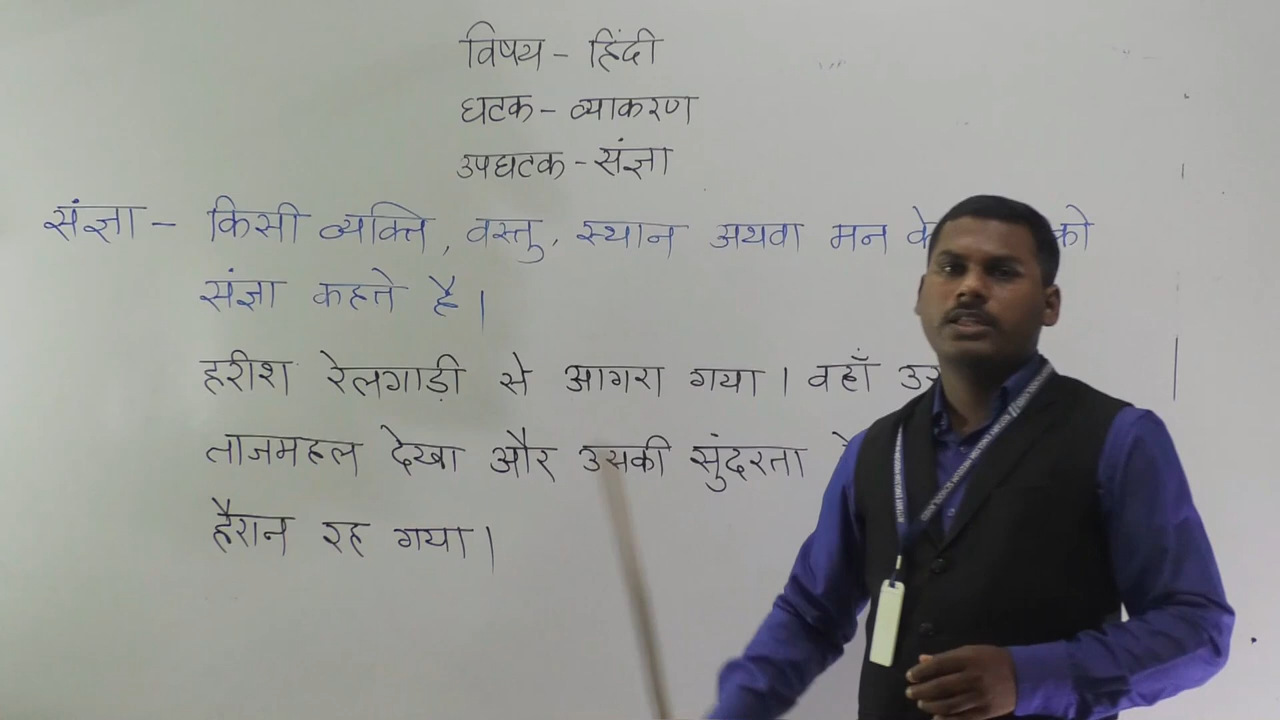 विषय - हिंदी
घटक - व्याकरण
उपघटक - संज्ञा
संज्ञा - किसी व्यक्ति, वस्तु, स्थान अथवा मन के को
संज्ञा कहते है।
हरीश रेलगाड़ी से आगरा गया। वहाँ
ताजमहल देखा और उसकी सुंदरता
हैरान रह गया।